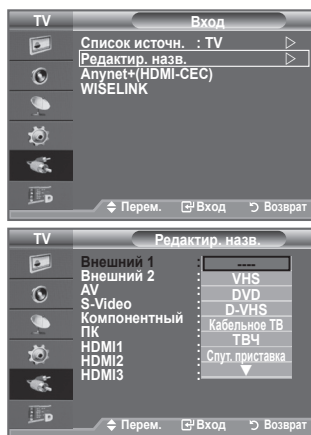 TV
Вход
Список источн. : TV
Редактир. назв.
Anynet+(HDMI-CEC)
WISELINK
Перем. Вход Возврат
TV
Редактир. назв.
Внешний 1 : ----
Внешний 2 : VHS
AV : DVD
S-Video : D-VHS
Компонентный : Кабельное ТВ
ПК : ТВЧ
HDMI1 : Спут. приставка
HDMI2 :
HDMI3 :
Перем. Вход Возврат